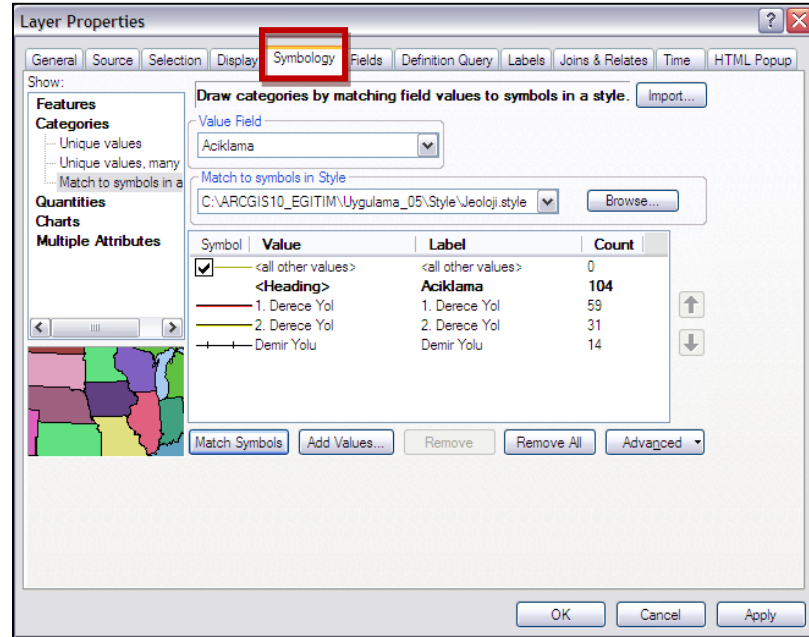 Layer Properties
General Source Selection Display Symbology Fields Definition Query Labels Joins & Relates Time HTML Popup
Show:
Features
Categories
Unique values
Unique values, many
Match to symbols in a
Quantities
Charts
Multiple Attributes
Draw categories by matching field values to symbols in a style. Import...
Value Field
Aciklama
Match to symbols in Style
C:\ARCGIS10_EGITIM\Uygulama_05\Style\Jeoloji.style Browse...
Symbol Value Label Count
<all other values> <all other values> 0
<Heading> Aciklama 104
1. Derece Yol 1. Derece Yol 59
2. Derece Yol 2. Derece Yol 31
Demir Yolu Demir Yolu 14
Match Symbols Add Values... Remove Remove All Advanced
OK Cancel Apply